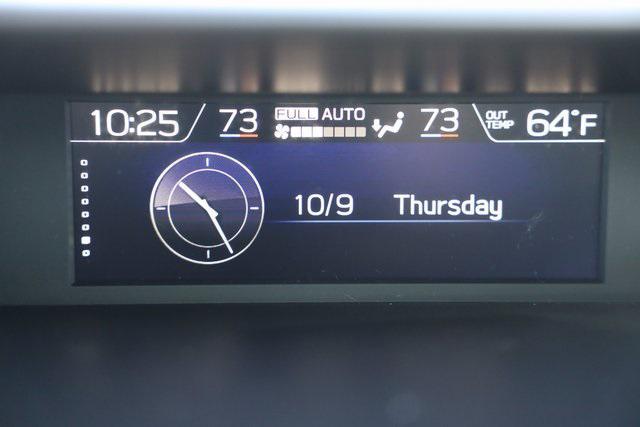 10:25 73 FULL AUTO 73 OUT TEMP 64°F
10/9 Thursday